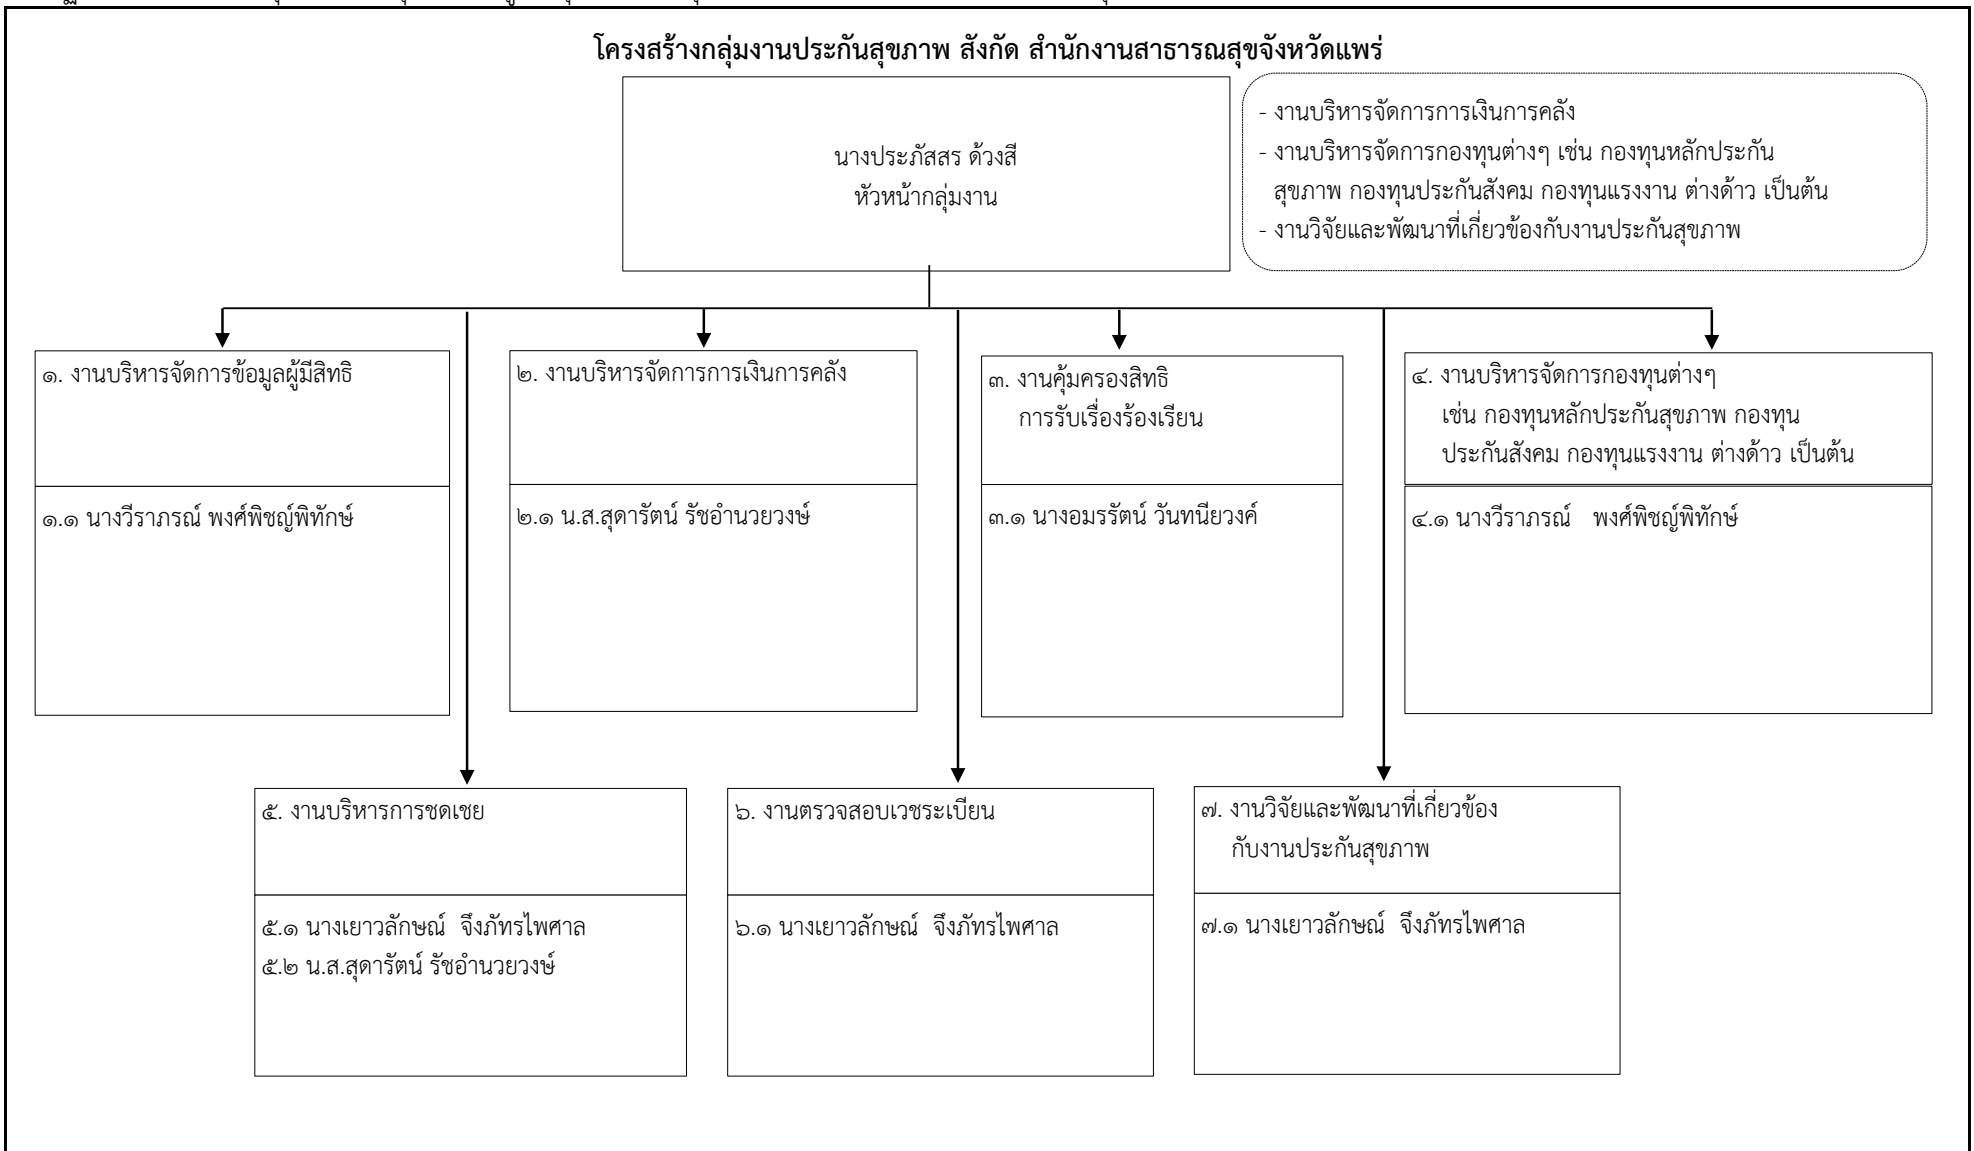 โครงสร้างกลุ่มงานประกันสุขภาพ สังกัด สำนักงานสาธารณสุขจังหวัดแพร่
นางประภัสสร ด้วงสี
หัวหน้ากลุ่มงาน
- งานบริหารจัดการการเงินการคลัง
- งานบริหารจัดการกองทุนต่างๆ เช่น กองทุนหลักประกัน
สุขภาพ กองทุนประกันสังคม กองทุนแรงงาน ต่างด้าว เป็นต้น
- งานวิจัยและพัฒนาที่เกี่ยวข้องกับงานประกันสุขภาพ
๑. งานบริหารจัดการข้อมูลผู้มีสิทธิ
๑.๑ นางวีราภรณ์ พงศ์พิชญ์พิทักษ์
๒. งานบริหารจัดการการเงินการคลัง
๒.๑ น.ส.สุดารัตน์ รัชอำนวยวงษ์
๓. งานคุ้มครองสิทธิ
การรับเรื่องร้องเรียน
๓.๑ นางอมรรัตน์ วันทนียวงค์
๔. งานบริหารจัดการกองทุนต่างๆ
เช่น กองทุนหลักประกันสุขภาพ กองทุน
ประกันสังคม กองทุนแรงงาน ต่างด้าว เป็นต้น
๔.๑ นางวีราภรณ์ พงศ์พิชญ์พิทักษ์
๕. งานบริหารการชดเชย
๕.๑ นางเยาวลักษณ์ จึงภัทรไพศาล
๕.๒ น.ส.สุดารัตน์ รัชอำนวยวงษ์
๖. งานตรวจสอบเวชระเบียน
๖.๑ นางเยาวลักษณ์ จึงภัทรไพศาล
๗. งานวิจัยและพัฒนาที่เกี่ยวข้อง
กับงานประกันสุขภาพ
๗.๑ นางเยาวลักษณ์ จึงภัทรไพศาล